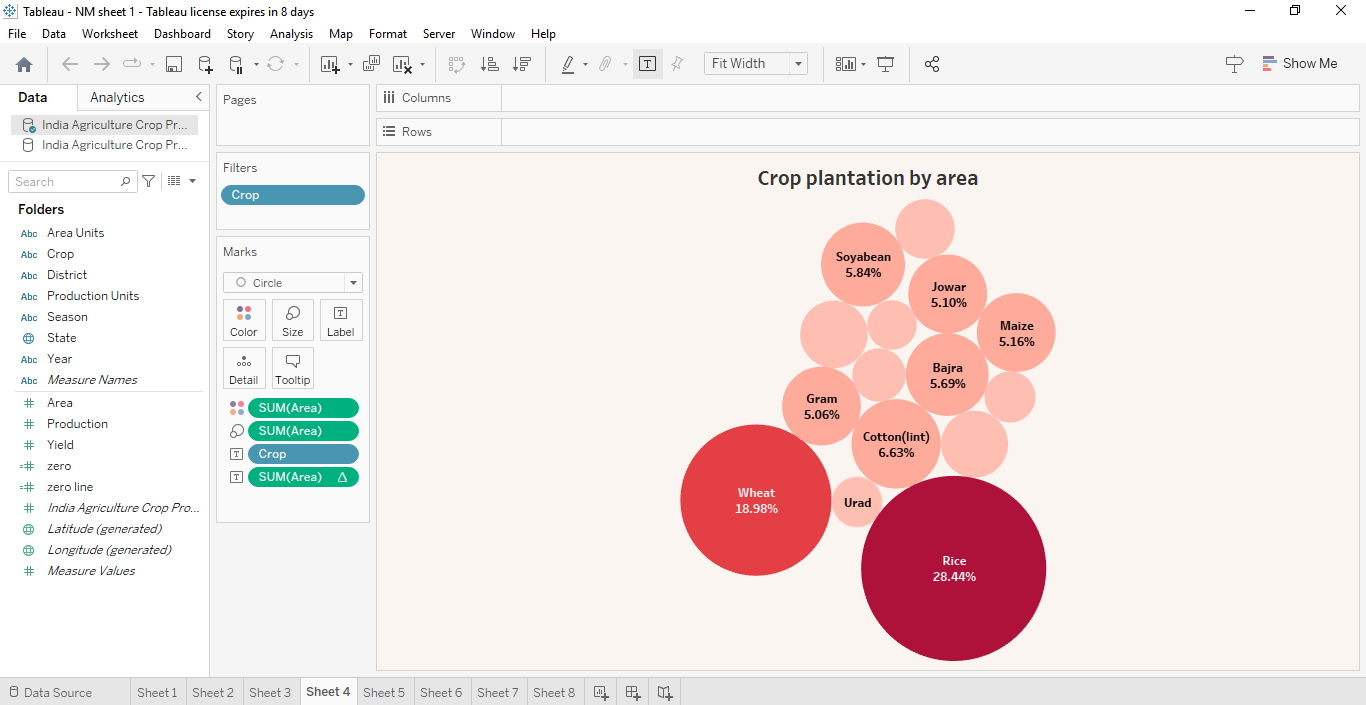 Tableau - NM sheet 1 - Tableau license expires in 8 days
File Data Worksheet Dashboard Story Analysis Map Format Server Window Help
T Fit Width Show Me
Data Analytics
India Agriculture Crop Pr...
India Agriculture Crop Pr...
Search
Folders
Abc Area Units
Abc Crop
Abc District
Abc Production Units
Abc Season
State
Abc Year
Abc Measure Names
# Area
# Production
# Yield
=# zero
=# zero line
# India Agriculture Crop Pro...
Latitude (generated)
Longitude (generated)
# Measure Values
Pages
Filters
Crop
Marks
Circle
Color Size Label
Detail Tooltip
SUM(Area)
SUM(Area)
T Crop
T SUM(Area) Δ
Columns
Rows
Crop plantation by area
Soyabean
5.84%
Jowar
5.10%
Maize
5.16%
Bajra
5.69%
Gram
5.06%
Cotton(lint)
6.63%
Wheat
18.98%
Urad
Rice
28.44%
Data Source Sheet 1 Sheet 2 Sheet 3 Sheet 4 Sheet 5 Sheet 6 Sheet 7 Sheet 8